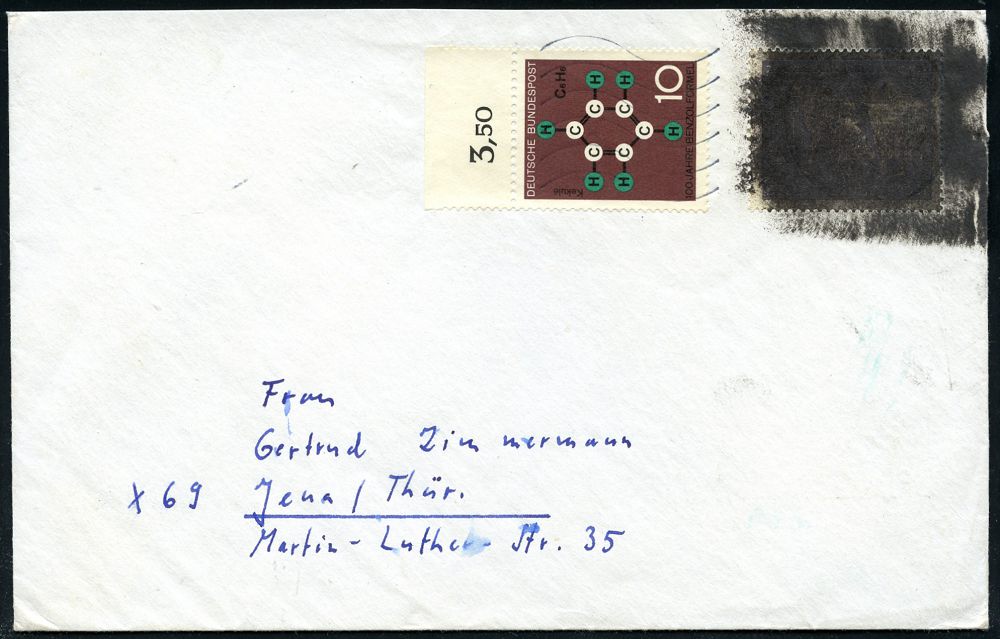 3,50
DEUTSCHE BUNDESPOST
C6H6
10
H H
H C C C C H
C C
H H
Kekulé
100 JAHRE BENZOLFORMEL
Frau
Gertrud Zimmermann
X 69 Jena / Thür.
Martin-Luther-Str. 35